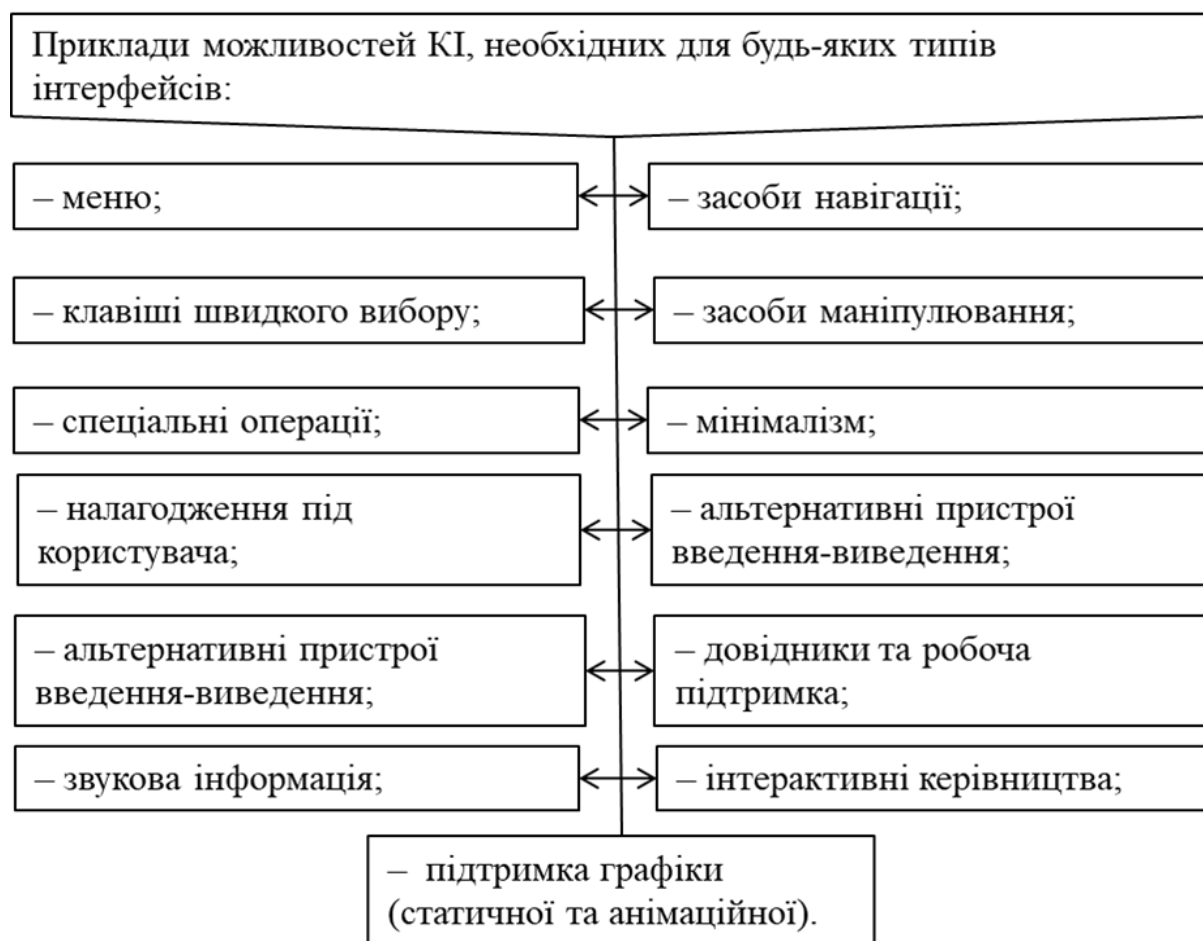 Приклади можливостей КІ, необхідних для будь-яких типів
інтерфейсів:
– меню;
– засоби навігації;
– клавіші швидкого вибору;
– засоби маніпулювання;
– спеціальні операції;
– мінімалізм;
– налагодження під
користувача;
– альтернативні пристрої
введення-виведення;
– альтернативні пристрої
введення-виведення;
– довідники та робоча
підтримка;
– звукова інформація;
– інтерактивні керівництва;
– підтримка графіки
(статичної та анімаційної).